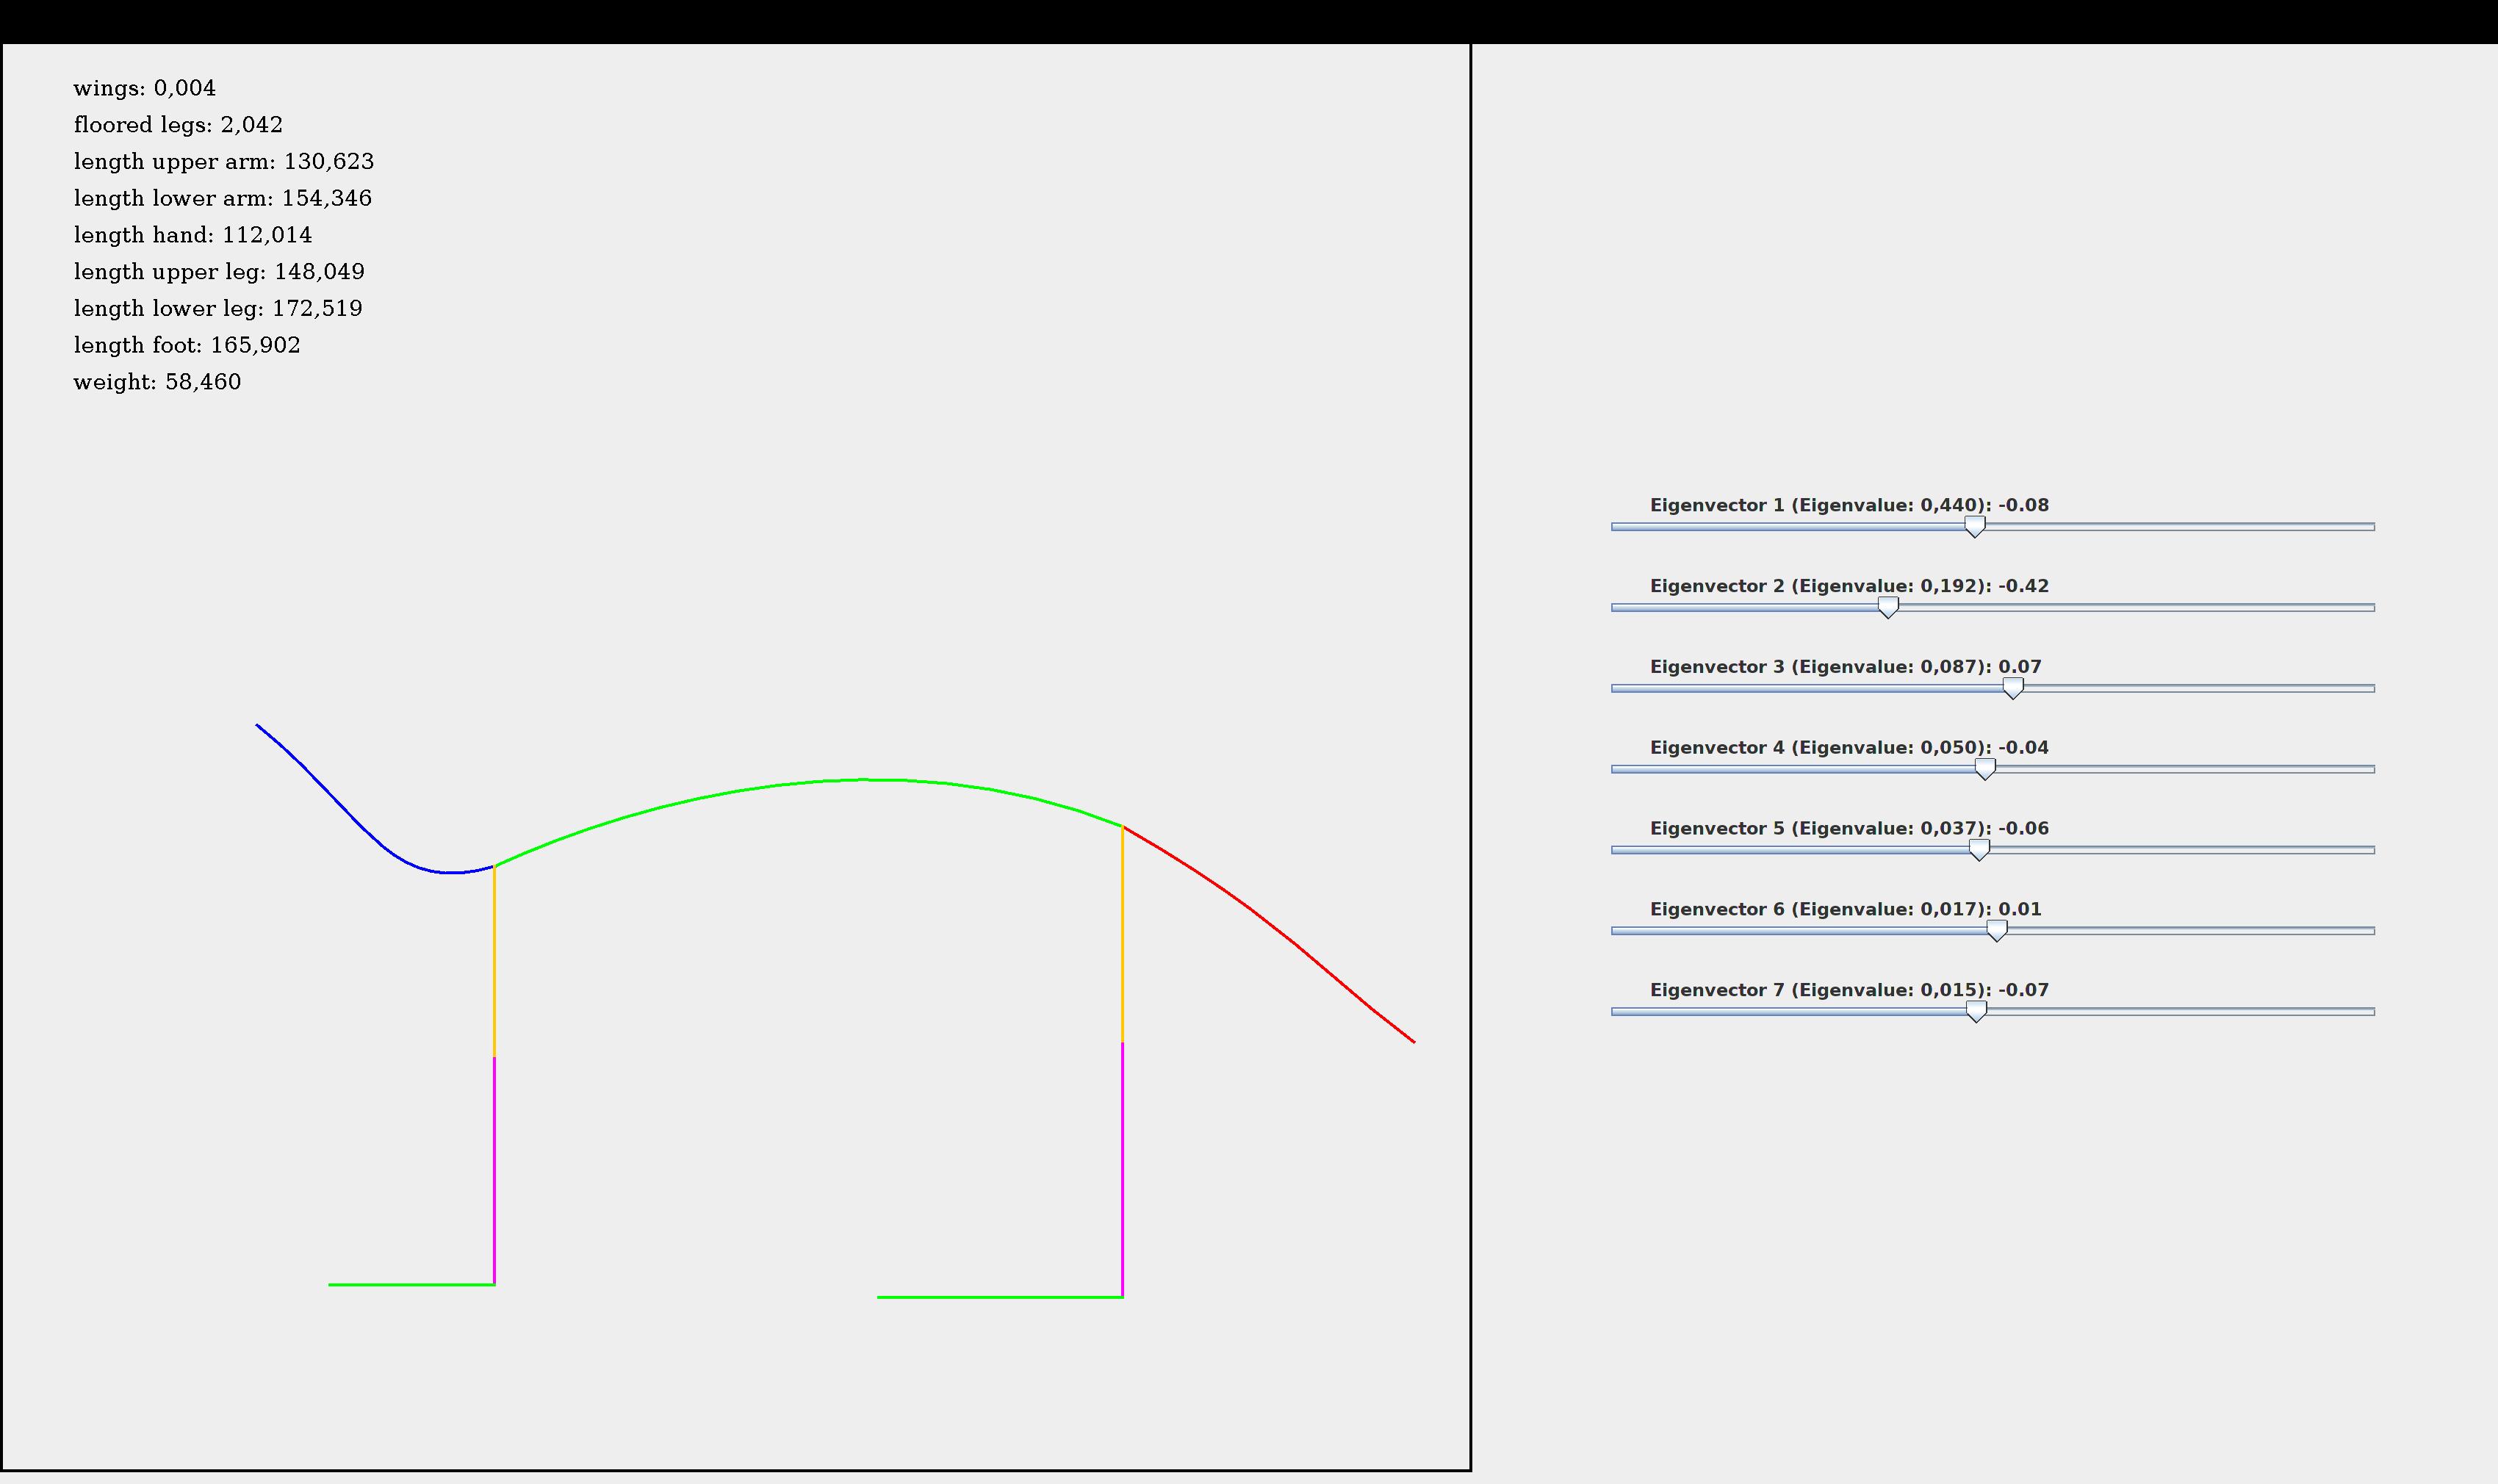 wings: 0,004
floored legs: 2,042
length upper arm: 130,623
length lower arm: 154,346
length hand: 112,014
length upper leg: 148,049
length lower leg: 172,519
length foot: 165,902
weight: 58,460
Eigenvector 1 (Eigenvalue: 0,440): -0.08
Eigenvector 2 (Eigenvalue: 0,192): -0.42
Eigenvector 3 (Eigenvalue: 0,087): 0.07
Eigenvector 4 (Eigenvalue: 0,050): -0.04
Eigenvector 5 (Eigenvalue: 0,037): -0.06
Eigenvector 6 (Eigenvalue: 0,017): 0.01
Eigenvector 7 (Eigenvalue: 0,015): -0.07